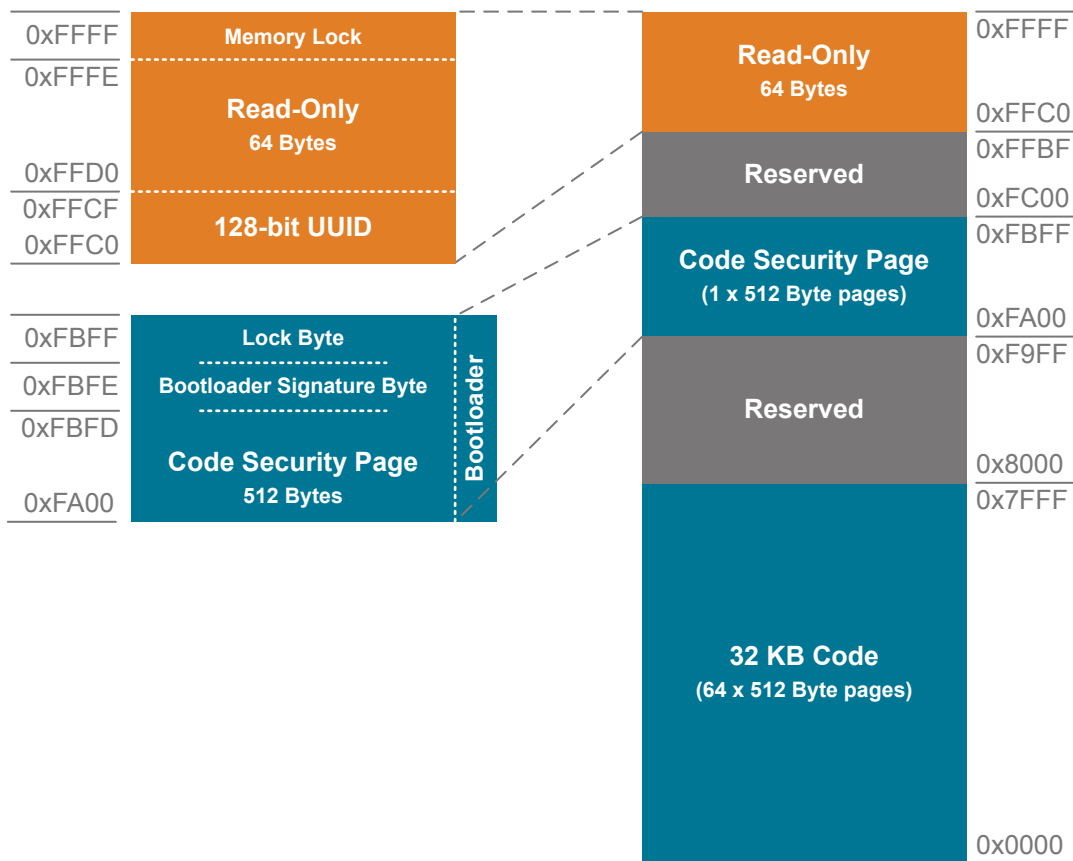 0xFFFF
Memory Lock
0xFFFE
Read-Only
64 Bytes
0xFFD0
0xFFCF
128-bit UUID
0xFFC0
0xFBFF
Lock Byte
0xFBFE
Bootloader Signature Byte
0xFBFD
Code Security Page
512 Bytes
0xFA00
Bootloader
0xFFFF
Read-Only
64 Bytes
0xFFC0
0xFFBF
Reserved
0xFC00
0xFBFF
Code Security Page
(1 x 512 Byte pages)
0xFA00
0xF9FF
Reserved
0x8000
0x7FFF
32 KB Code
(64 x 512 Byte pages)
0x0000